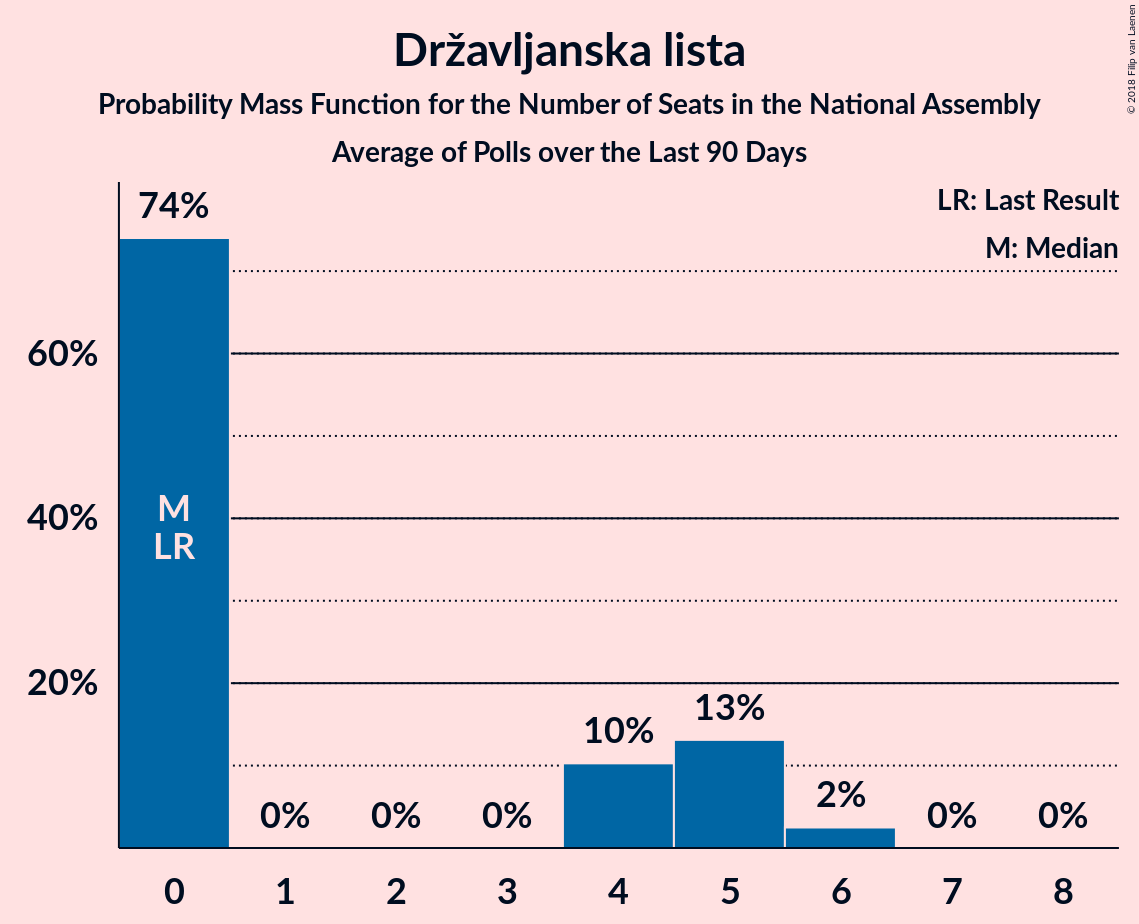 Državljanska lista
Probability Mass Function for the Number of Seats in the National Assembly
Average of Polls over the Last 90 Days
© 2018 Filip van Laenen
LR: Last Result
M: Median
74%
60%
40%
20%
M
LR
0%
0%
0%
10%
13%
2%
0%
0%
0
1
2
3
4
5
6
7
8